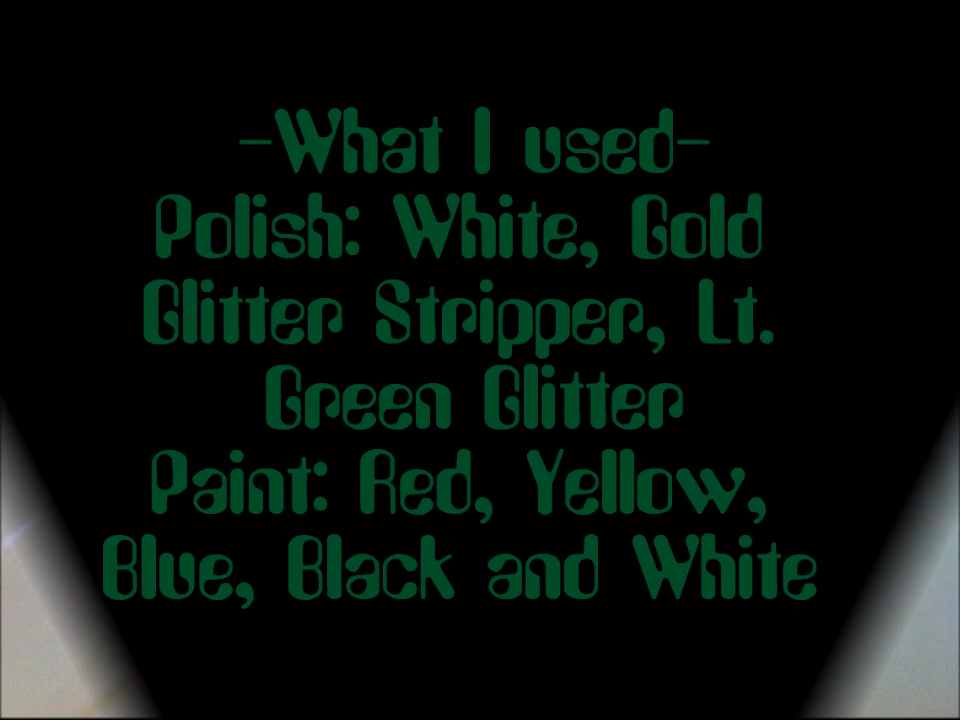 -What I used-
Polish: White, Gold
Glitter Stripper, Lt.
Green Glitter
Paint: Red, Yellow,
Blue, Black and White